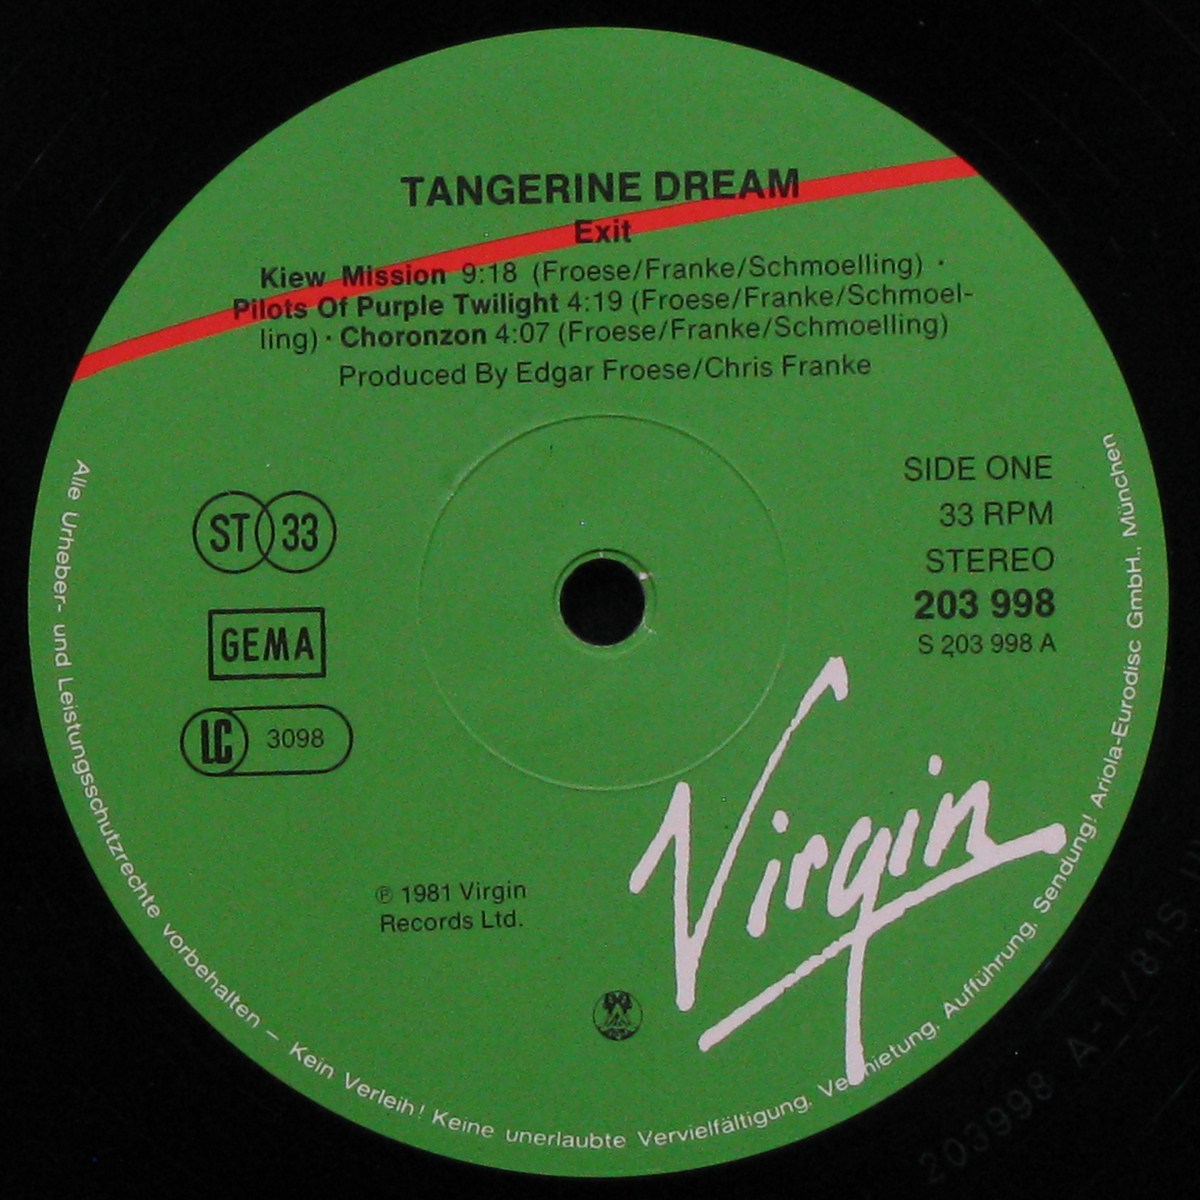 TANGERINE DREAM
Exit
Kiew Mission 9:18 (Froese/Franke/Schmoelling) ·
Pilots Of Purple Twilight 4:19 (Froese/Franke/Schmoel-
ling) · Choronzon 4:07 (Froese/Franke/Schmoelling)
Produced By Edgar Froese/Chris Franke
SIDE ONE
33 RPM
STEREO
203 998
S 203 998 A
ST 33
GEMA
LC 3098
℗ 1981 Virgin
Records Ltd.
Virgin
Alle Urheber- und Leistungsschutzrechte vorbehalten – Kein Verleih! Keine unerlaubte Vervielfältigung, Vermietung, Aufführung, Sendung! Ariola-Eurodisc GmbH., München
203998 A-1/81S